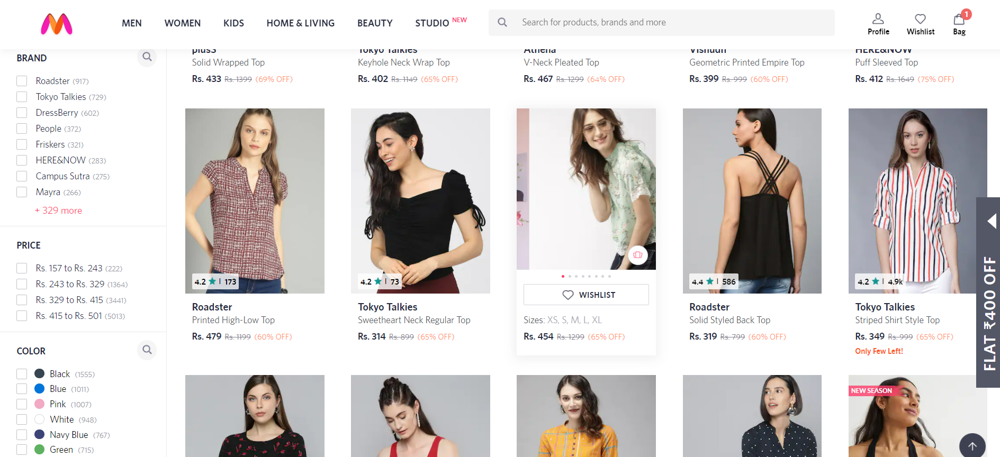 MEN WOMEN KIDS HOME & LIVING BEAUTY STUDIO NEW Search for products, brands and more Profile Wishlist 1 Bag
BRAND
Roadster (917)
Tokyo Talkies (729)
DressBerry (602)
People (372)
Friskers (321)
HERE&NOW (283)
Campus Sutra (275)
Mayra (266)
+ 329 more
PRICE
Rs. 157 to Rs. 243 (222)
Rs. 243 to Rs. 329 (1364)
Rs. 329 to Rs. 415 (3441)
Rs. 415 to Rs. 501 (5013)
COLOR
Black (1555)
Blue (1011)
Pink (1007)
White (948)
Navy Blue (767)
Green (715)
plusS
Solid Wrapped Top
Rs. 433 Rs. 1399 (69% OFF)
Tokyo Talkies
Keyhole Neck Wrap Top
Rs. 402 Rs. 1149 (65% OFF)
Athena
V-Neck Pleated Top
Rs. 467 Rs. 1299 (64% OFF)
Vishudh
Geometric Printed Empire Top
Rs. 399 Rs. 999 (60% OFF)
HERE&NOW
Puff Sleeved Top
Rs. 412 Rs. 1649 (75% OFF)
4.2 ★ | 173
Roadster
Printed High-Low Top
Rs. 479 Rs. 1199 (60% OFF)
4.2 ★ | 73
Tokyo Talkies
Sweetheart Neck Regular Top
Rs. 314 Rs. 899 (65% OFF)
WISHLIST
Sizes: XS, S, M, L, XL
Rs. 454 Rs. 1299 (65% OFF)
4.4 ★ | 586
Roadster
Solid Styled Back Top
Rs. 319 Rs. 799 (60% OFF)
4.2 ★ | 4.9k
Tokyo Talkies
Striped Shirt Style Top
Rs. 349 Rs. 999 (65% OFF)
Only Few Left!
NEW SEASON
FLAT ₹400 OFF